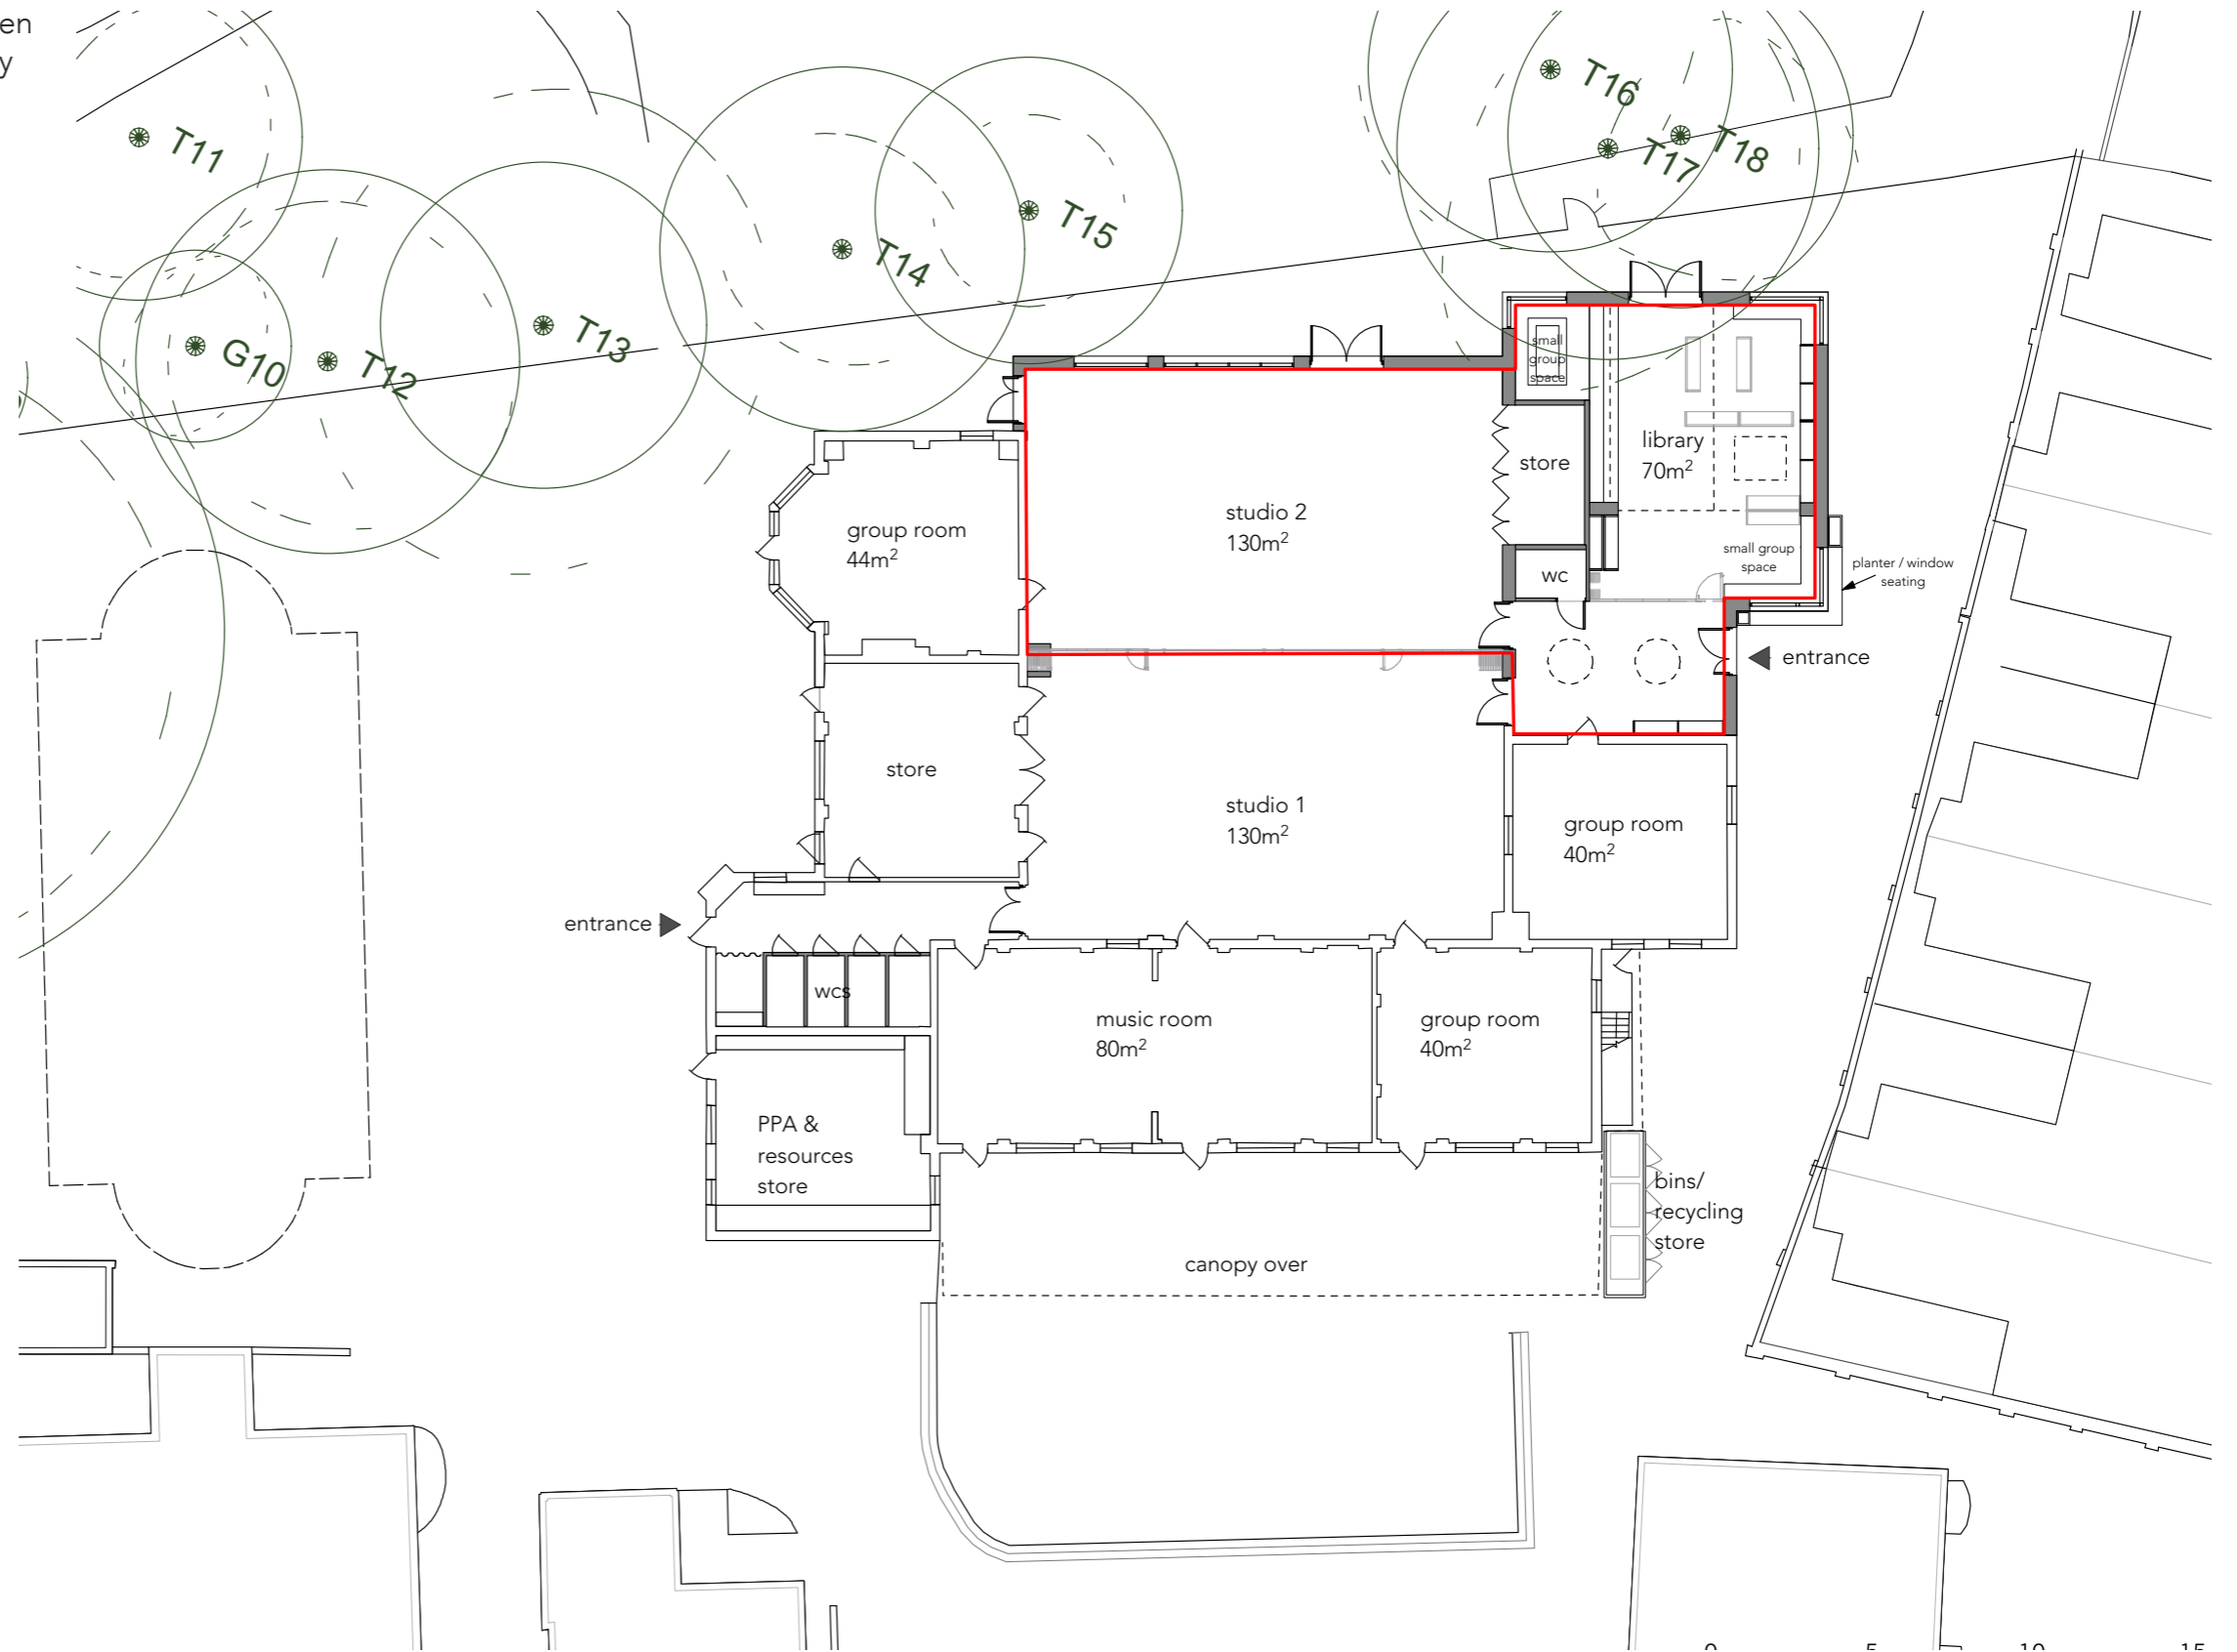 en
y
T11
G10
T12
T13
T14
T15
T16
T17
T18
small
group
space
library
70m²
store
studio 2
130m²
group room
44m²
wc
small group
space
planter / window
seating
entrance
store
studio 1
130m²
group room
40m²
entrance
wcs
music room
80m²
group room
40m²
PPA &
resources
store
bins/
recycling
store
canopy over
0 5 10 15